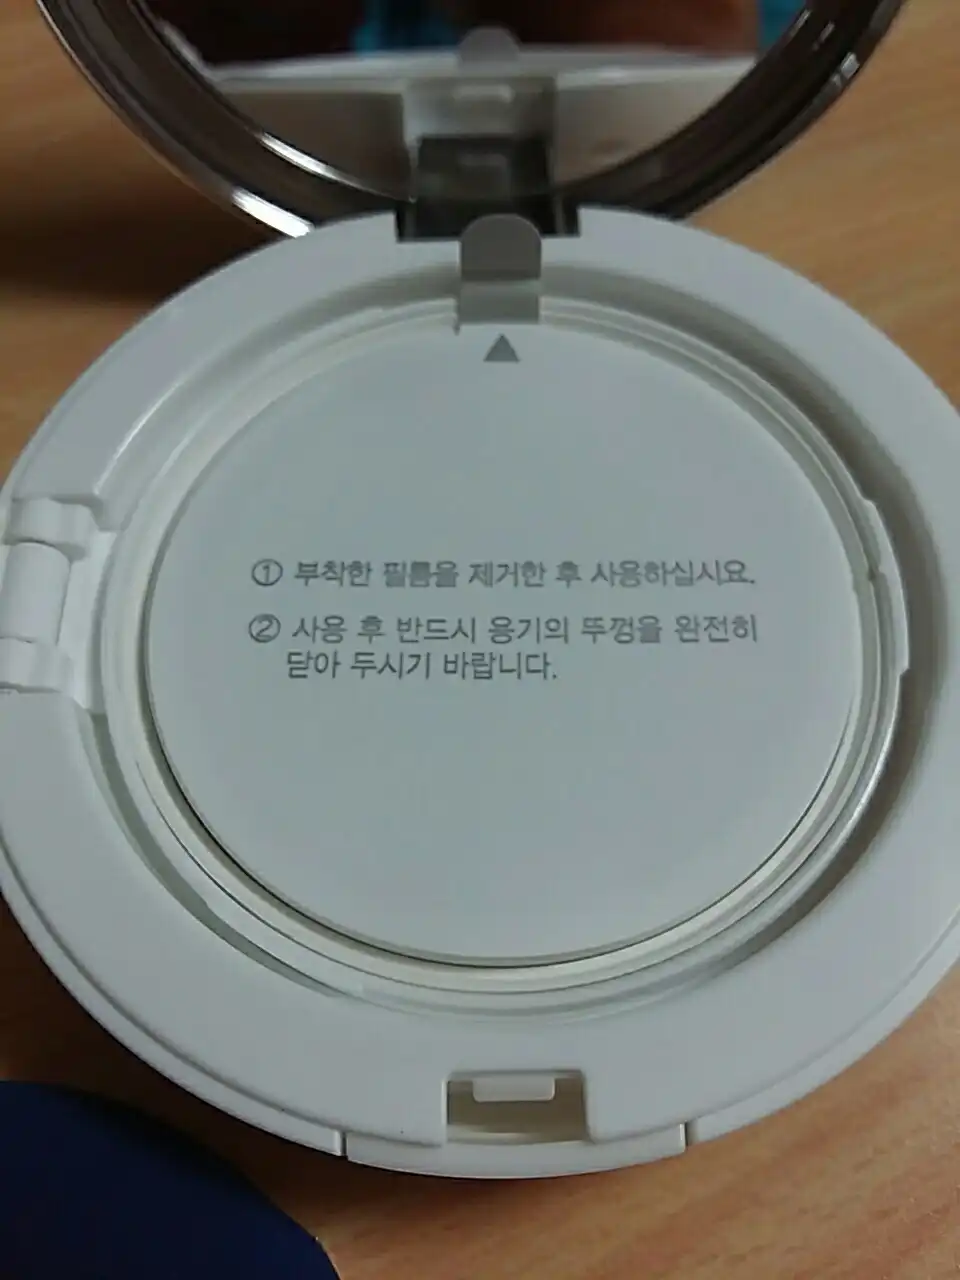 ① 부착한 필름을 제거한 후 사용하십시요.
② 사용 후 반드시 용기의 뚜껑을 완전히
닫아 두시기 바랍니다.